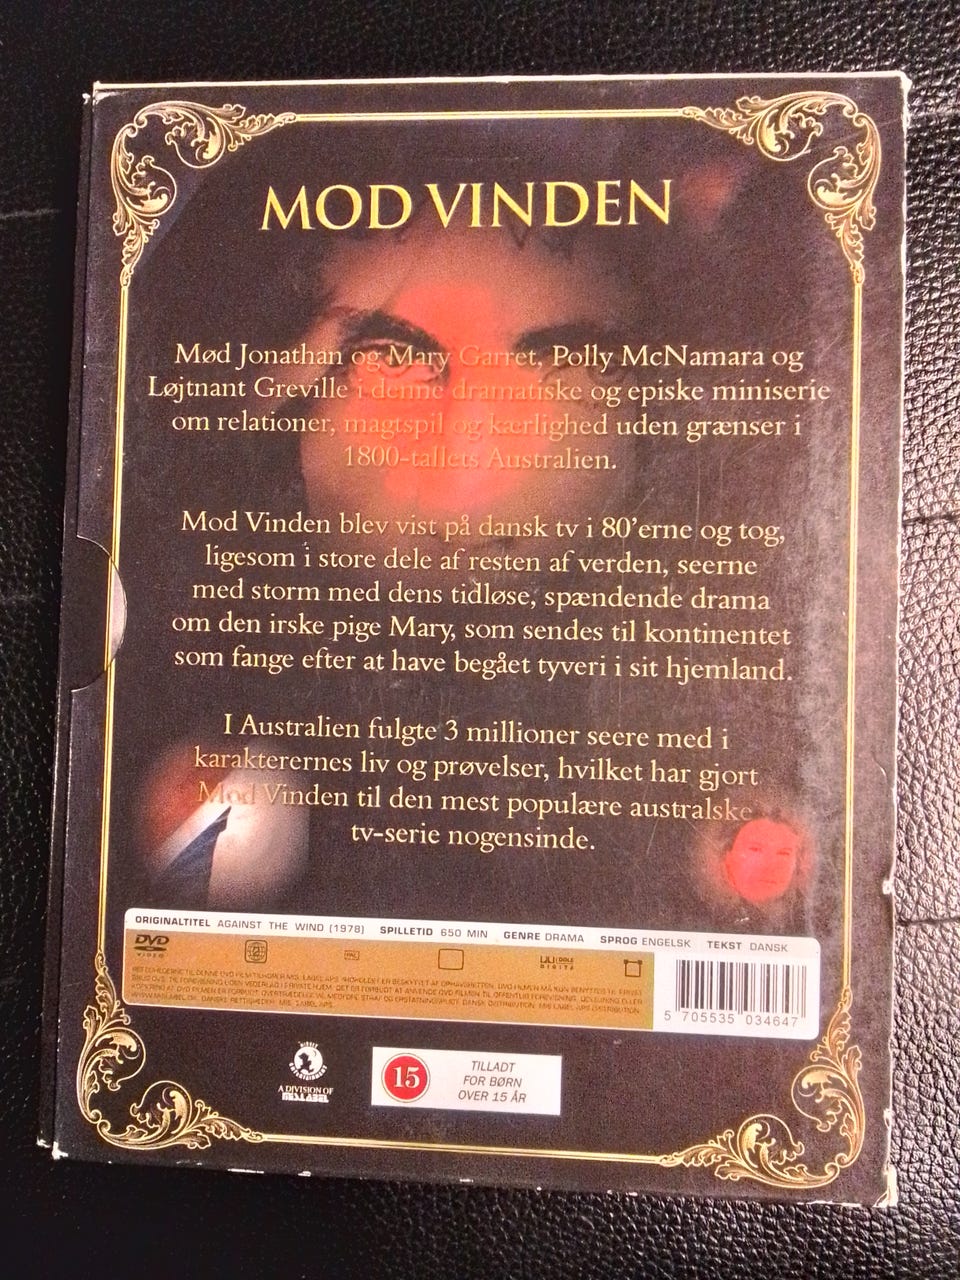 MOD VINDEN
Mød Jonathan og Mary Garret, Polly McNamara og
Løjtnant Greville i denne dramatiske og episke miniserie
om relationer, magtspil og kærlighed uden grænser i
1800-tallets Australien.
Mod Vinden blev vist på dansk tv i 80'erne og tog,
ligesom i store dele af resten af verden, seerne
med storm med dens tidløse, spændende drama
om den irske pige Mary, som sendes til kontinentet
som fange efter at have begået tyveri i sit hjemland.
I Australien fulgte 3 millioner seere med i
karakterernes liv og prøvelser, hvilket har gjort
Mod Vinden til den mest populære australske
tv-serie nogensinde.
ORIGINALTITEL AGAINST THE WIND (1978) SPILLETID 650 MIN GENRE DRAMA SPROG ENGELSK TEKST DANSK
DVD
VIDEO
PAL
5 705535 034647
A DIVISION OF
MIS.LABEL
15
TILLADT
FOR BØRN
OVER 15 ÅR